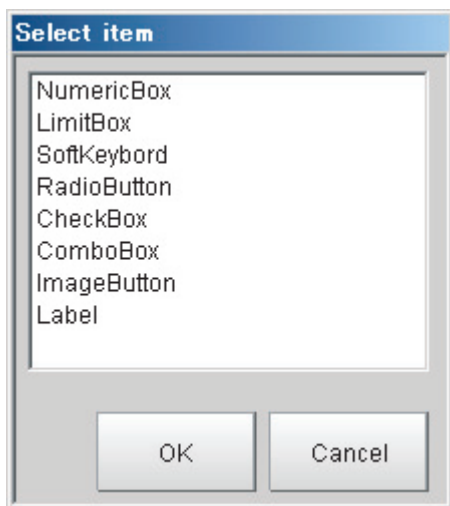 Select item
NumericBox
LimitBox
SoftKeybord
RadioButton
CheckBox
ComboBox
ImageButton
Label
OK
Cancel